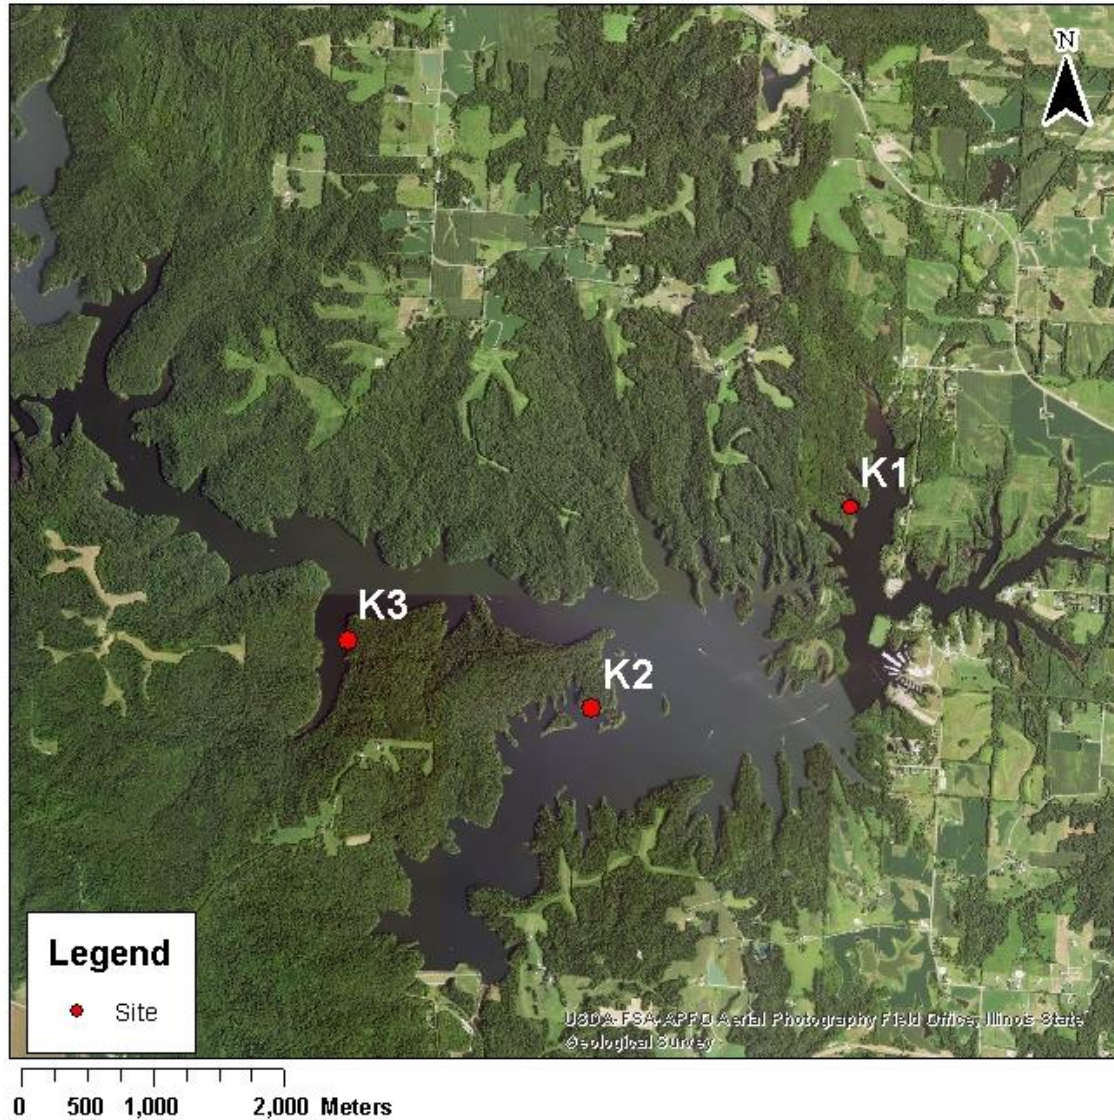 N
K1
K3
K2
Legend
Site
USDA-FSA-APFO Aerial Photography Field Office, Illinois State
Geological Survey
0 500 1,000 2,000 Meters